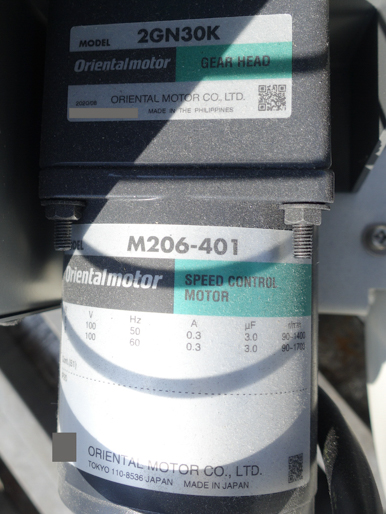 MODEL 2GN30K
Orientalmotor GEAR HEAD
ORIENTAL MOTOR CO., LTD.
MADE IN THE PHILIPPINES
M206-401
Orientalmotor SPEED CONTROL
MOTOR
V Hz A µF r/min
100 50 0.3 3.0 90-1400
100 60 0.3 3.0 90-1700
ORIENTAL MOTOR CO., LTD.
TOKYO 110-8536 JAPAN MADE IN JAPAN